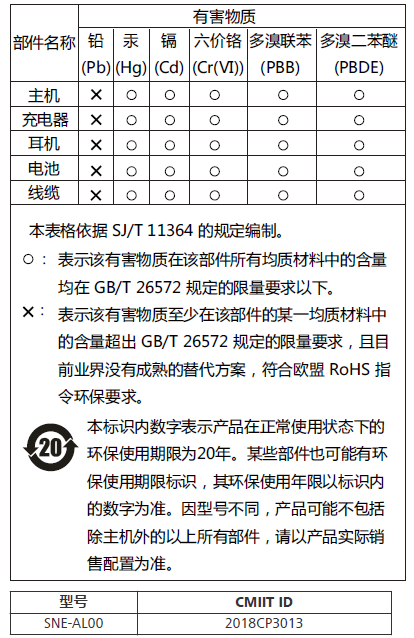 有害物质
部件名称 铅 汞 镉 六价铬 多溴联苯 多溴二苯醚
(Pb) (Hg) (Cd) (Cr(VI)) (PBB) (PBDE)
主机 × ○ ○ ○ ○ ○
充电器 × ○ ○ ○ ○ ○
耳机 × ○ ○ ○ ○ ○
电池 × ○ ○ ○ ○ ○
线缆 × ○ ○ ○ ○ ○
本表格依据 SJ/T 11364 的规定编制。
○：表示该有害物质在该部件所有均质材料中的含量
均在 GB/T 26572 规定的限量要求以下。
×：表示该有害物质至少在该部件的某一均质材料中
的含量超出 GB/T 26572 规定的限量要求，且目
前业界没有成熟的替代方案，符合欧盟 RoHS 指
令环保要求。
本标识内数字表示产品在正常使用状态下的
20 环保使用期限为20年。某些部件也可能有环
保使用期限标识，其环保使用年限以标识内
的数字为准。因型号不同，产品可能不包括
除主机外的以上所有部件，请以产品实际销
售配置为准。
型号 CMIIT ID
SNE-AL00 2018CP3013